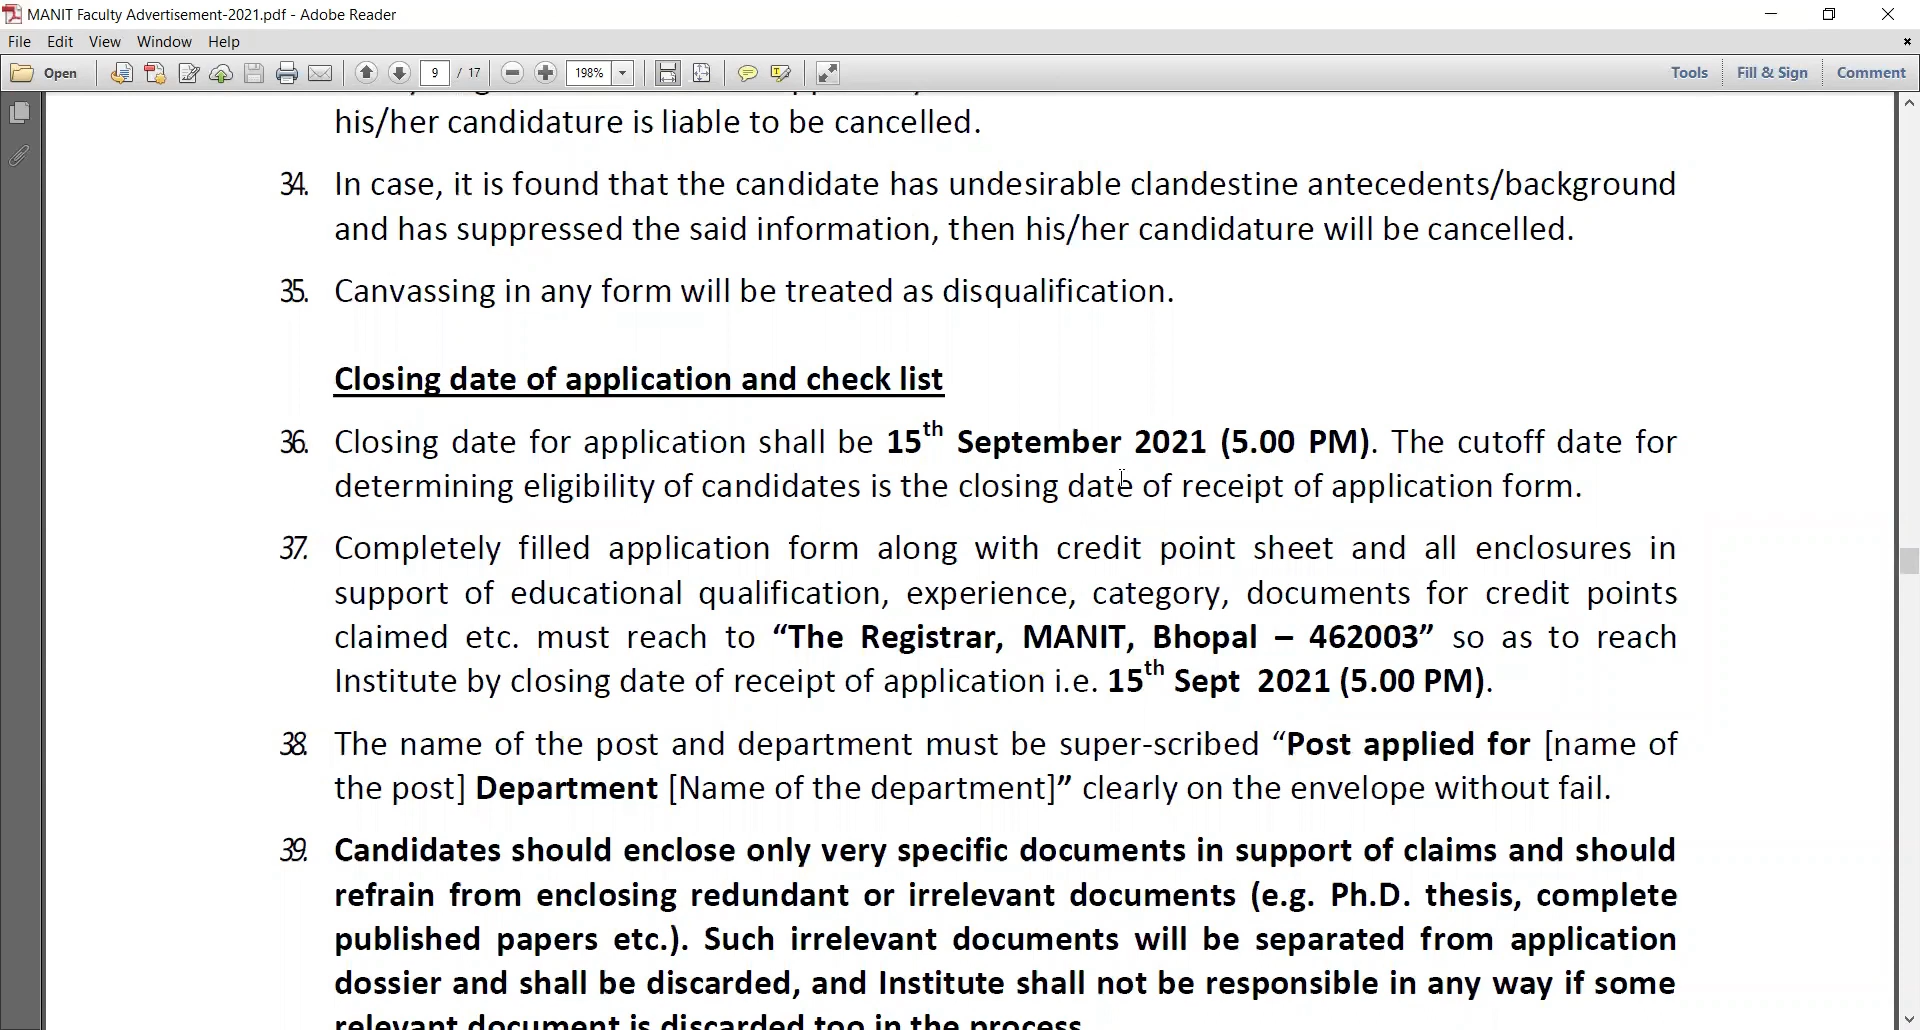 MANIT Faculty Advertisement-2021.pdf - Adobe Reader
File Edit View Window Help
Open 9 / 17 198% Tools Fill & Sign Comment
his/her candidature is liable to be cancelled.
34. In case, it is found that the candidate has undesirable clandestine antecedents/background
and has suppressed the said information, then his/her candidature will be cancelled.
35. Canvassing in any form will be treated as disqualification.
Closing date of application and check list
36. Closing date for application shall be 15th September 2021 (5.00 PM). The cutoff date for
determining eligibility of candidates is the closing date of receipt of application form.
37. Completely filled application form along with credit point sheet and all enclosures in
support of educational qualification, experience, category, documents for credit points
claimed etc. must reach to “The Registrar, MANIT, Bhopal – 462003” so as to reach
Institute by closing date of receipt of application i.e. 15th Sept 2021 (5.00 PM).
38. The name of the post and department must be super-scribed “Post applied for [name of
the post] Department [Name of the department]” clearly on the envelope without fail.
39. Candidates should enclose only very specific documents in support of claims and should
refrain from enclosing redundant or irrelevant documents (e.g. Ph.D. thesis, complete
published papers etc.). Such irrelevant documents will be separated from application
dossier and shall be discarded, and Institute shall not be responsible in any way if some
relevant document is discarded too in the process.